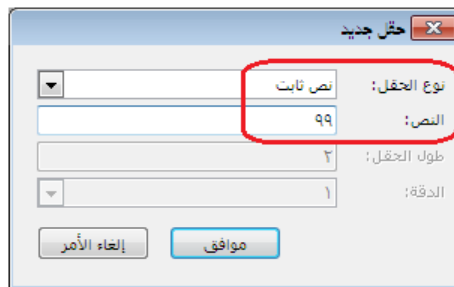 حقل جديد
نوع الحقل: نص ثابت
النص: ٩٩
طول الحقل: ٢
الدقة: ١
موافق إلغاء الأمر